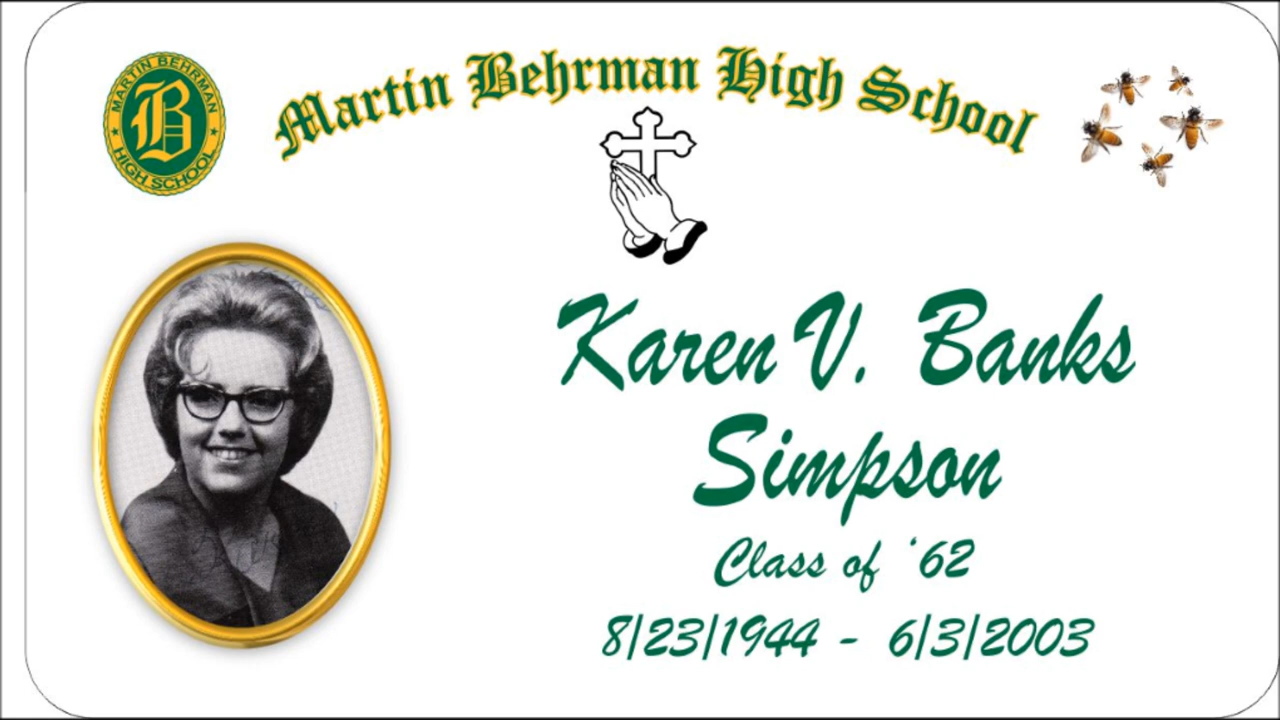 MARTIN BEHRMAN
B
HIGH SCHOOL
Martin Behrman High School
Karen V. Banks
Simpson
Class of ‘62
8/23/1944 - 6/3/2003